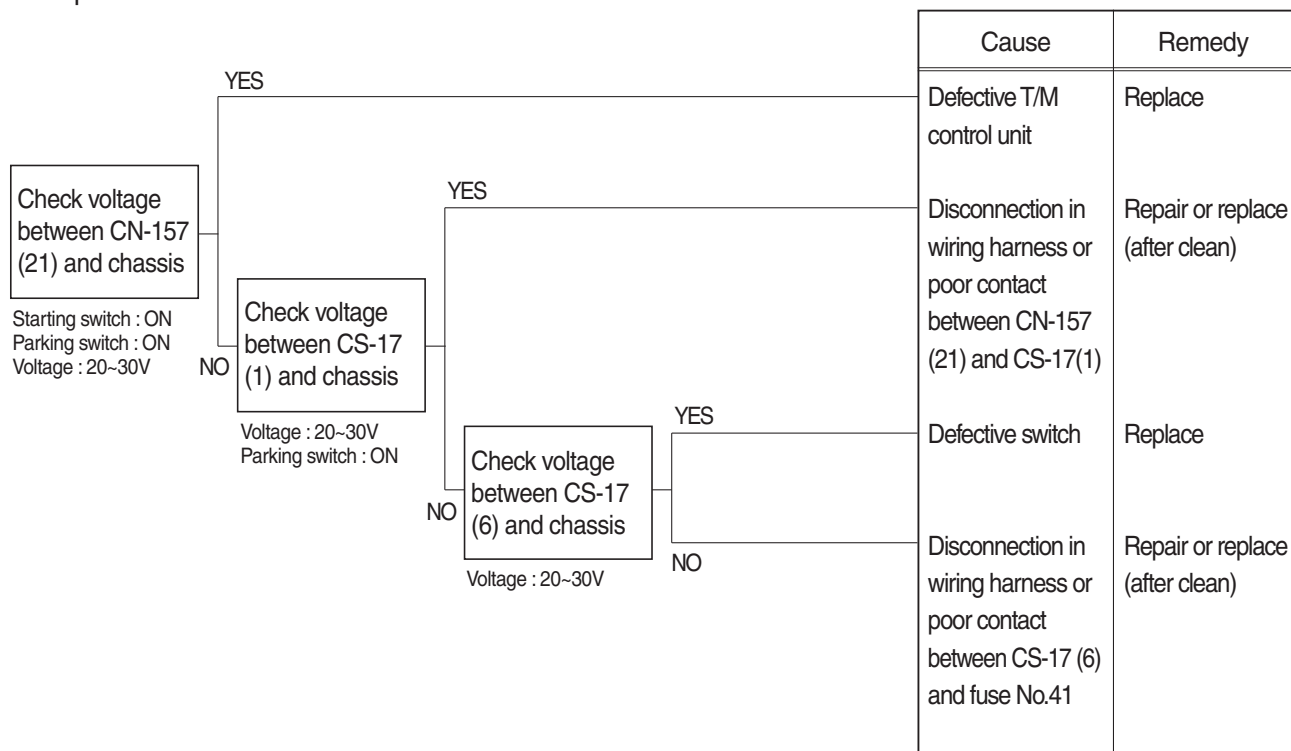 Cause
Remedy
YES
Defective T/M
control unit
Replace
Check voltage
between CN-157
(21) and chassis
Starting switch : ON
Parking switch : ON
Voltage : 20~30V
NO
YES
Disconnection in
wiring harness or
poor contact
between CN-157
(21) and CS-17(1)
Repair or replace
(after clean)
Check voltage
between CS-17
(1) and chassis
Voltage : 20~30V
Parking switch : ON
NO
YES
Defective switch
Replace
Check voltage
between CS-17
(6) and chassis
Voltage : 20~30V
NO
Disconnection in
wiring harness or
poor contact
between CS-17 (6)
and fuse No.41
Repair or replace
(after clean)